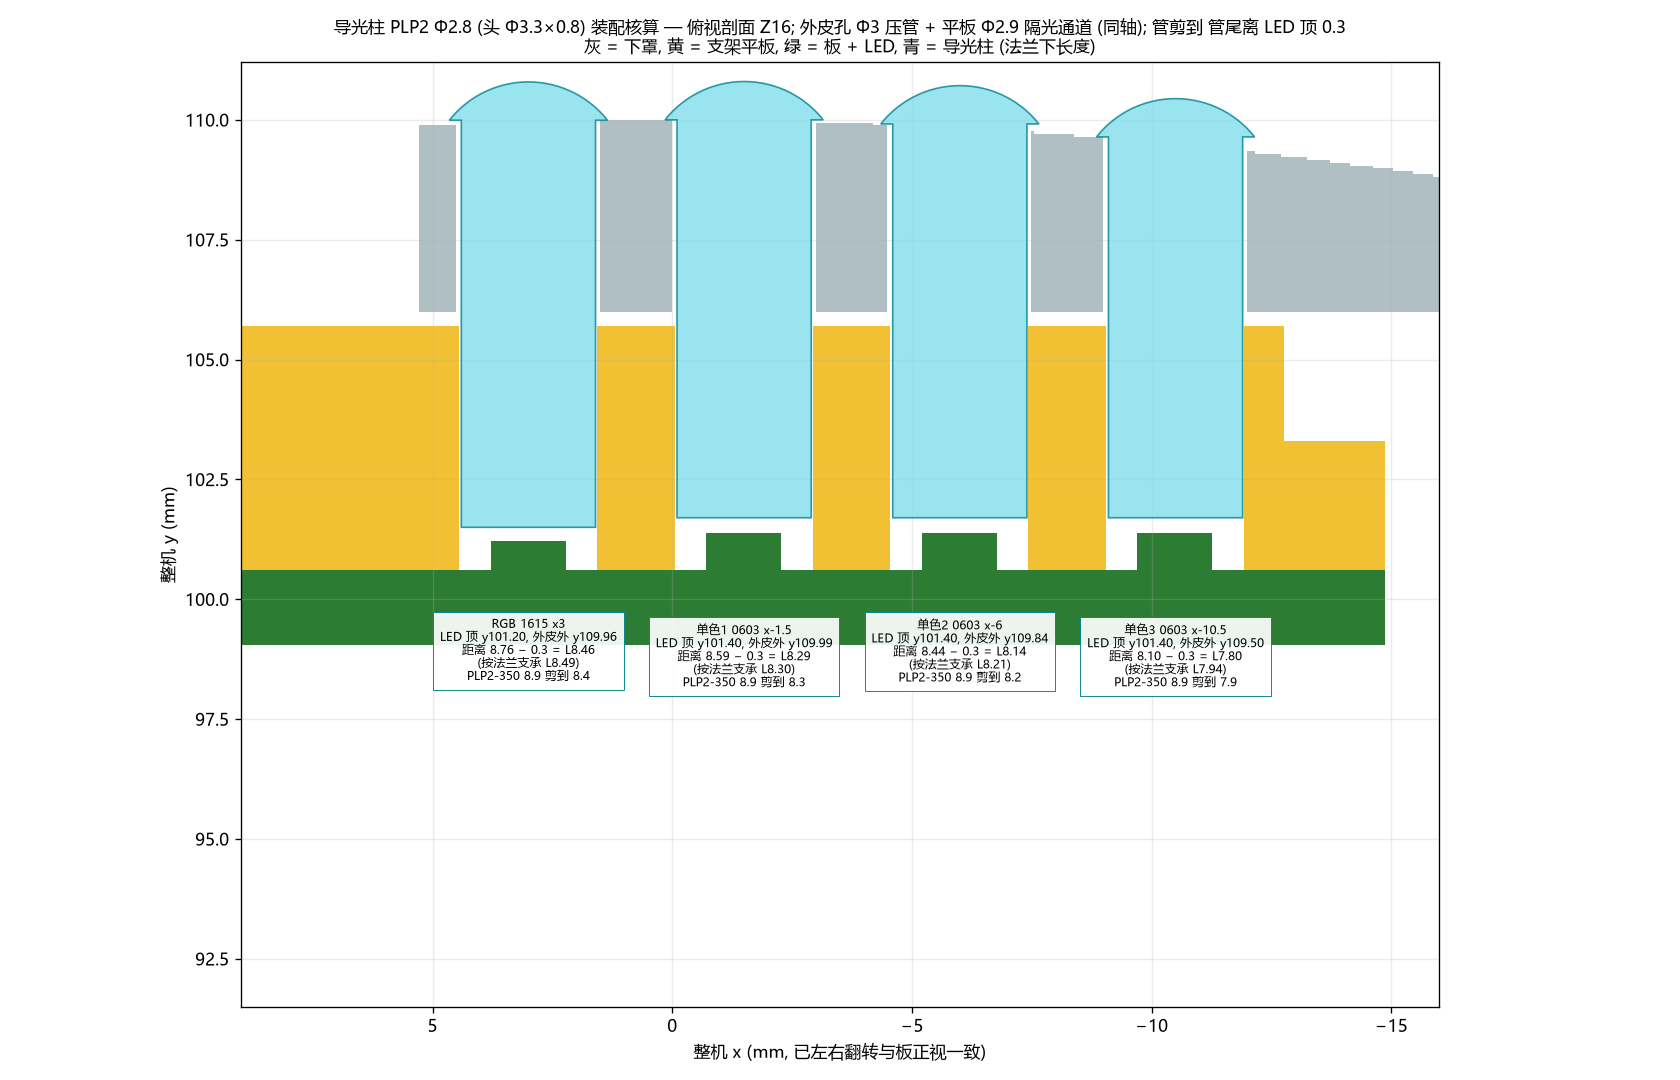 导光柱 PLP2 Φ2.8 (头 Φ3.3×0.8) 装配核算 — 俯视剖面 Z16; 外皮孔 Φ3 压管 + 平板 Φ2.9 隔光通道 (同轴); 管剪到 管尾离 LED 顶 0.3
灰 = 下罩, 黄 = 支架平板, 绿 = 板 + LED, 青 = 导光柱 (法兰下长度)
110.0
107.5
105.0
102.5
100.0
97.5
95.0
92.5
整机 y (mm)
RGB 1615 x3
LED 顶 y101.20, 外皮外 y109.96
距离 8.76 − 0.3 = L8.46
(按法兰支承 L8.49)
PLP2-350 8.9 剪到 8.4
单色1 0603 x-1.5
LED 顶 y101.40, 外皮外 y109.99
距离 8.59 − 0.3 = L8.29
(按法兰支承 L8.30)
PLP2-350 8.9 剪到 8.3
单色2 0603 x-6
LED 顶 y101.40, 外皮外 y109.84
距离 8.44 − 0.3 = L8.14
(按法兰支承 L8.21)
PLP2-350 8.9 剪到 8.2
单色3 0603 x-10.5
LED 顶 y101.40, 外皮外 y109.50
距离 8.10 − 0.3 = L7.80
(按法兰支承 L7.94)
PLP2-350 8.9 剪到 7.9
5
0
−5
−10
−15
整机 x (mm, 已左右翻转与板正视一致)